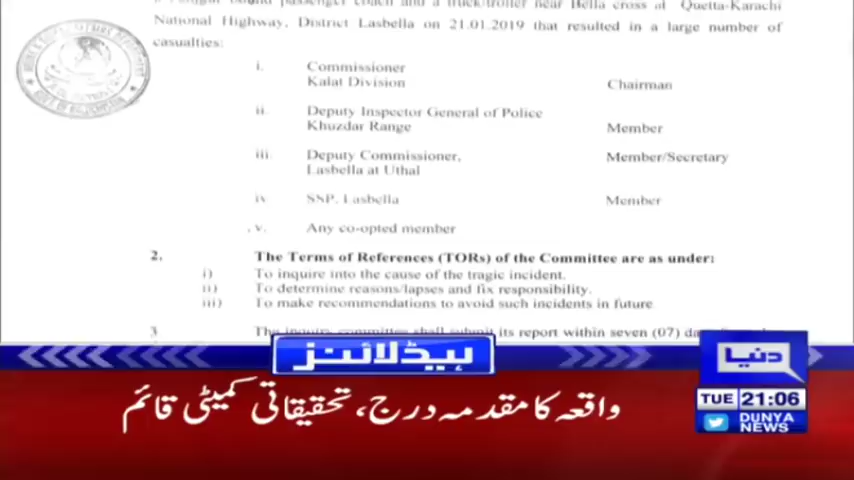 bound passenger coach and a truck/troller near Bella cross at Quetta-Karachi
National Highway, District Lasbella on 21.01.2019 that resulted in a large number of
casualties:
i. Commissioner
Kalat Division Chairman
ii. Deputy Inspector General of Police
Khuzdar Range Member
iii. Deputy Commissioner, Member/Secretary
Lasbella at Uthal
iv. SSP, Lasbella Member
v. Any co-opted member
2. The Terms of References (TORs) of the Committee are as under:
i) To inquire into the cause of the tragic incident.
ii) To determine reasons/lapses and fix responsibility.
iii) To make recommendations to avoid such incidents in future
3 The inquiry committee shall submit its report within seven (07)
ہیڈلائنز
دنیا
واقعہ کا مقدمہ درج، تحقیقاتی کمیٹی قائم
TUE 21:06
DUNYA
NEWS